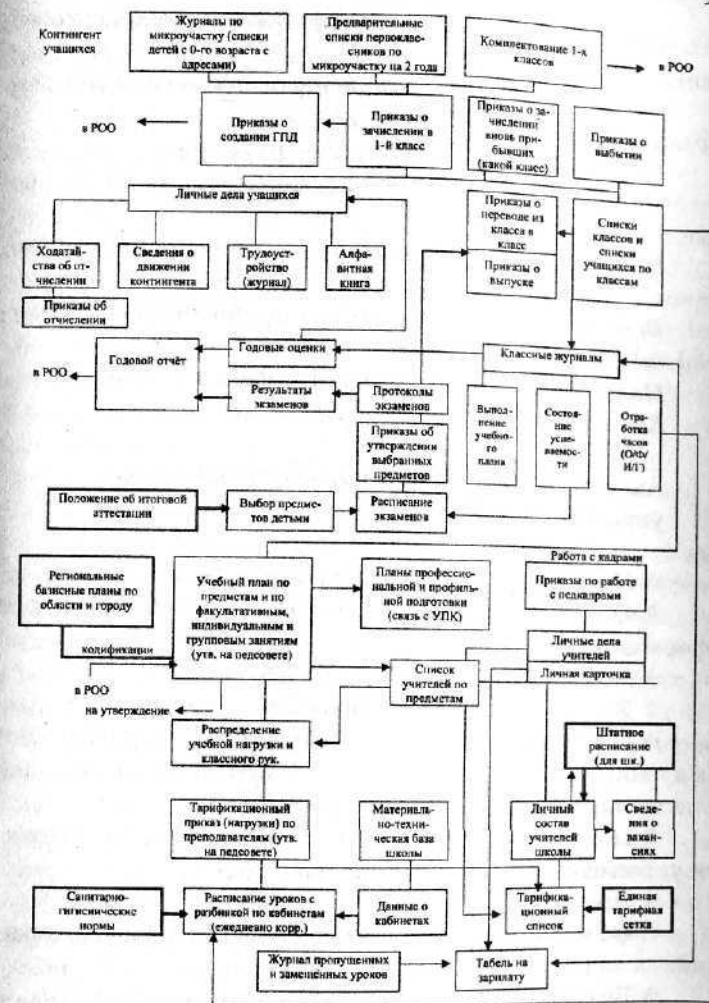 Контингент
учащихся
Журналы по
микроучастку (списки
детей с 0-го возраста с
адресами)
Предварительные
списки первоклас-
сников по
микроучастку на 2 года
Комплектование 1-х
классов
в РОО
в РОО
Приказы о
создании ГПД
Приказы о
зачислении в
1-й класс
Приказы о за-
числении
вновь при-
бывших
(какой класс)
Приказы о
выбытии
Личные дела учащихся
Приказы о
переводе из
класса в
класс
Списки
классов и
списки
учащихся по
классам
Ходатай-
ства об от-
числении
Сведения о
движении
контингента
Трудоуст-
ройство
(журнал)
Алфа-
витная
книга
Приказы о
выпуске
Приказы об
отчислении
Годовой отчёт
Годовые оценки
Классные журналы
в РОО
Результаты
экзаменов
Протоколы
экзаменов
Выпол-
нение
учебно-
го
плана
Состоя-
ние
успе-
ваемос-
ти
Отра-
ботка
часов
(О/Ф/
И/Г)
Приказы об
утверждении
выбранных
предметов
Положение об итоговой
аттестации
Выбор предме-
тов детьми
Расписание
экзаменов
Работа с кадрами
Региональные
базисные планы по
области и городу
Учебный план по
предметам и по
факультативным,
индивидуальным и
групповым занятиям
(утв. на педсовете)
Планы профессио-
нальной и профиль-
ной подготовки
(связь с УПК)
Приказы по работе
с педкадрами
Личные дела
учителей
кодификации
Личная карточка
Список
учителей по
предметам
в РОО
на утверждение
Распределение
учебной нагрузки и
классного рук.
Штатное
расписание
(для шк.)
Тарификационный
приказ (нагрузки) по
преподавателям (утв.
на педсовете)
Материаль-
но-техни-
ческая база
школы
Личный
состав
учителей
школы
Сведе-
ния о
вакан-
сиях
Санитарно-
гигиенические
нормы
Расписание уроков с
разбивкой по кабинетам
(ежедневно корр.)
Данные о
кабинетах
Тарифика-
ционный
список
Единая
тарифная
сетка
Журнал пропущенных
и замещённых уроков
Табель на
зарплату